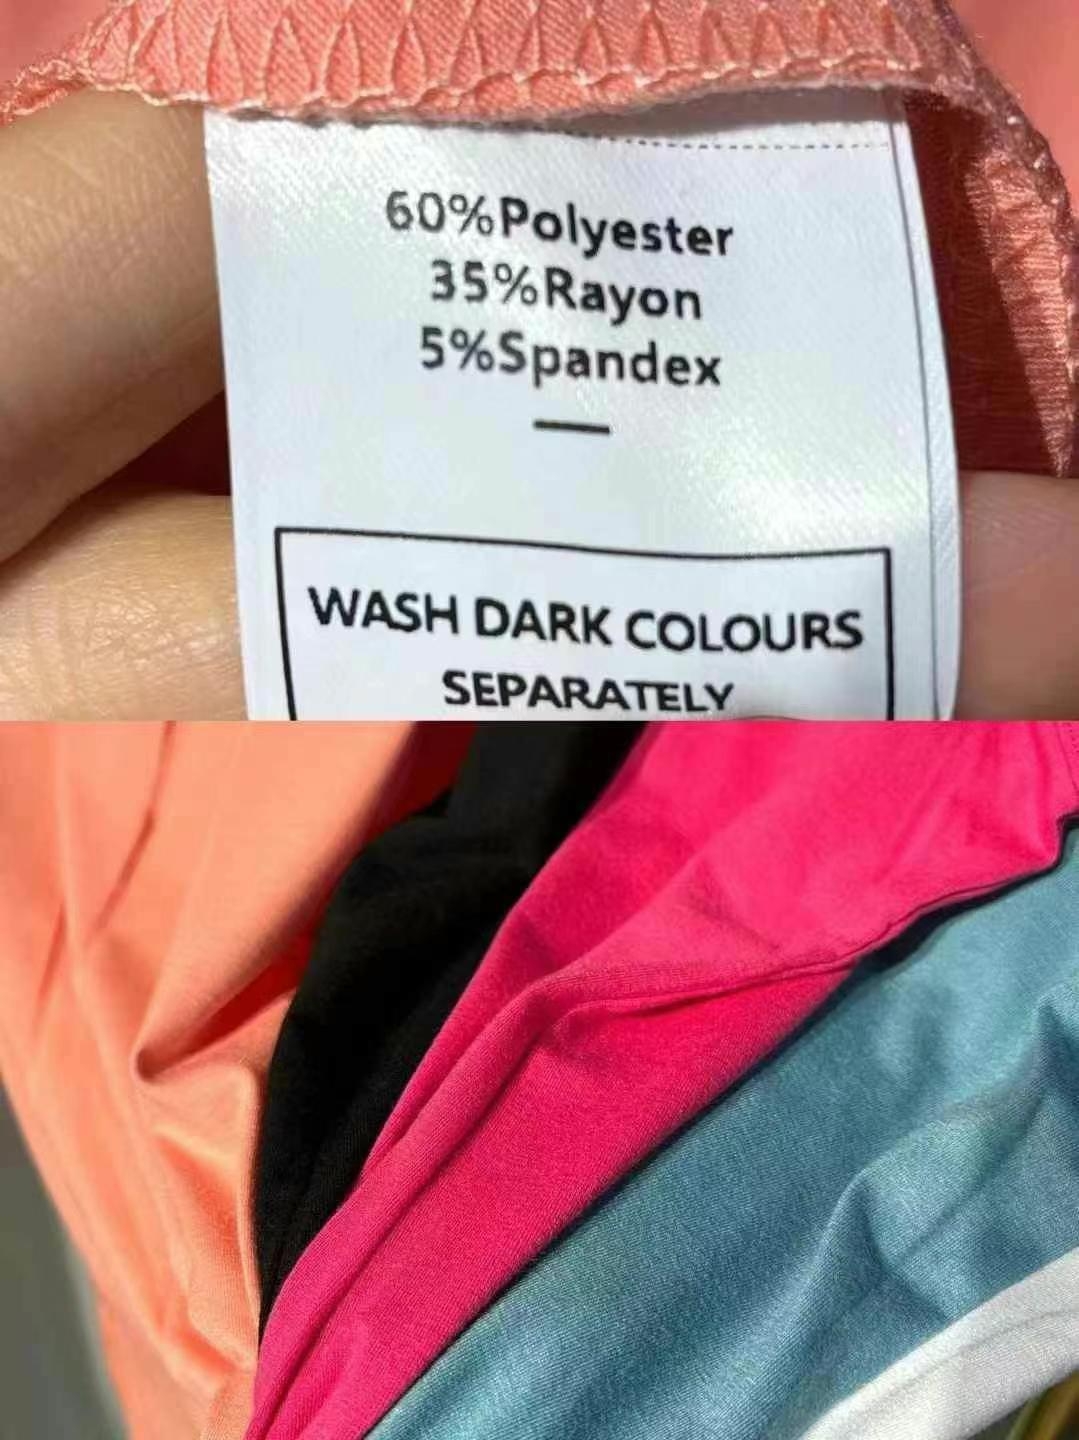 60%Polyester
35%Rayon
5%Spandex
WASH DARK COLOURS
SEPARATELY